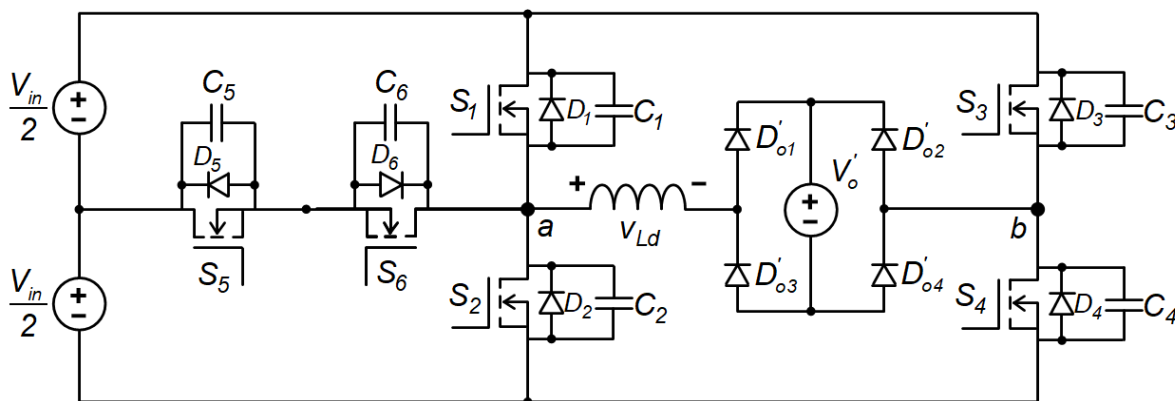 V_in/2
C_5
D_5
S_5
C_6
D_6
S_6
V_in/2
S_1
D_1
C_1
a
S_2
D_2
C_2
+ v_Ld -
D'_o1
D'_o2
V'_o
D'_o3
D'_o4
b
S_3
D_3
C_3
S_4
D_4
C_4